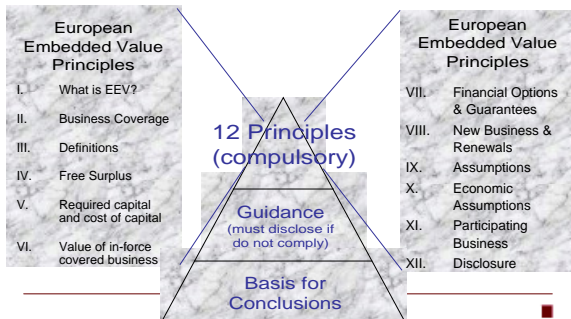 European
Embedded Value
Principles
I. What is EEV?
II. Business Coverage
III. Definitions
IV. Free Surplus
V. Required capital
and cost of capital
VI. Value of in-force
covered business
12 Principles
(compulsory)
Guidance
(must disclose if
do not comply)
Basis for
Conclusions
European
Embedded Value
Principles
VII. Financial Options
& Guarantees
VIII. New Business &
Renewals
IX. Assumptions
X. Economic
Assumptions
XI. Participating
Business
XII. Disclosure